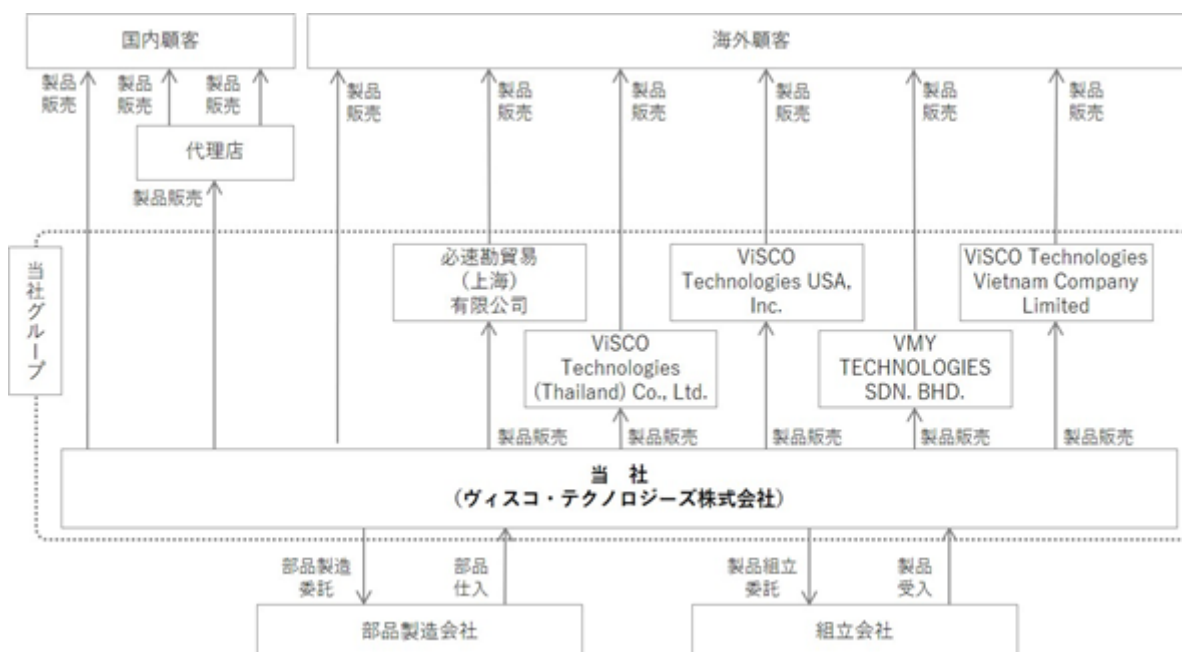 国内顧客
海外顧客
製品
販売
製品
販売
製品
販売
製品
販売
製品
販売
製品
販売
製品
販売
製品
販売
製品
販売
代理店
製品販売
当社グループ
必速勘貿易
(上海)
有限公司
ViSCO
Technologies USA,
Inc.
ViSCO Technologies
Vietnam Company
Limited
ViSCO
Technologies
(Thailand) Co., Ltd.
VMY
TECHNOLOGIES
SDN. BHD.
製品販売
製品販売
製品販売
製品販売
製品販売
当 社
(ヴィスコ・テクノロジーズ株式会社)
部品製造
委託
部品
仕入
製品組立
委託
製品
受入
部品製造会社
組立会社